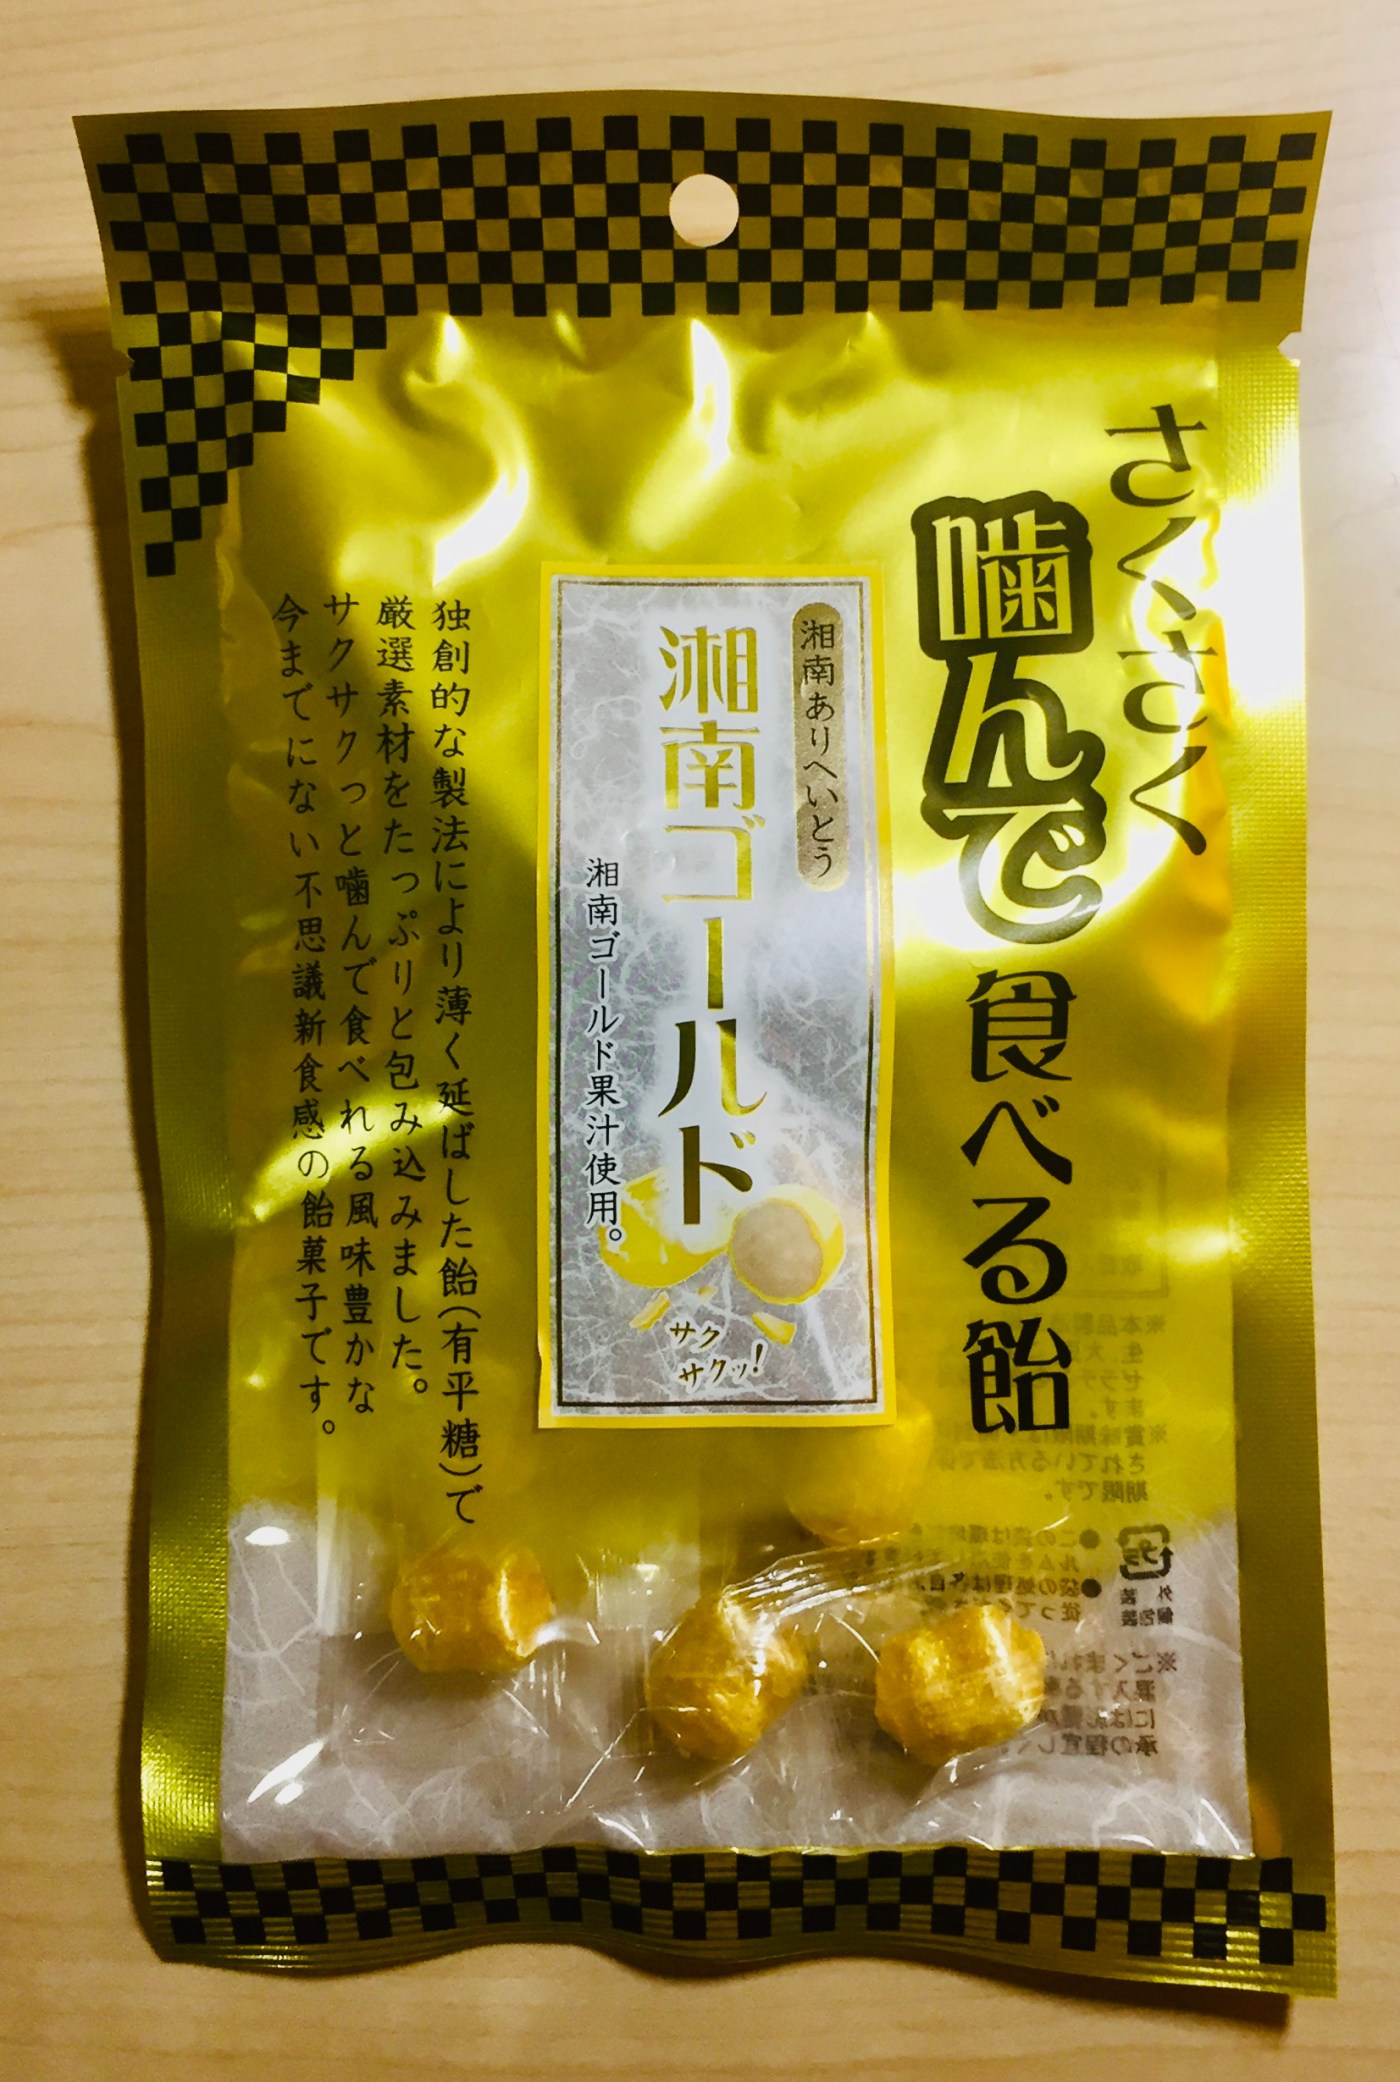 さくさく
噛んで食べる飴
湘南ありへいとう
湘南ゴールド
湘南ゴールド果汁使用。
サク
サクッ!
独創的な製法により薄く延ばした飴(有平糖)で
厳選素材をたっぷりと包み込みました。
サクサクっと噛んで食べれる風味豊かな
今までにない不思議新食感の飴菓子です。